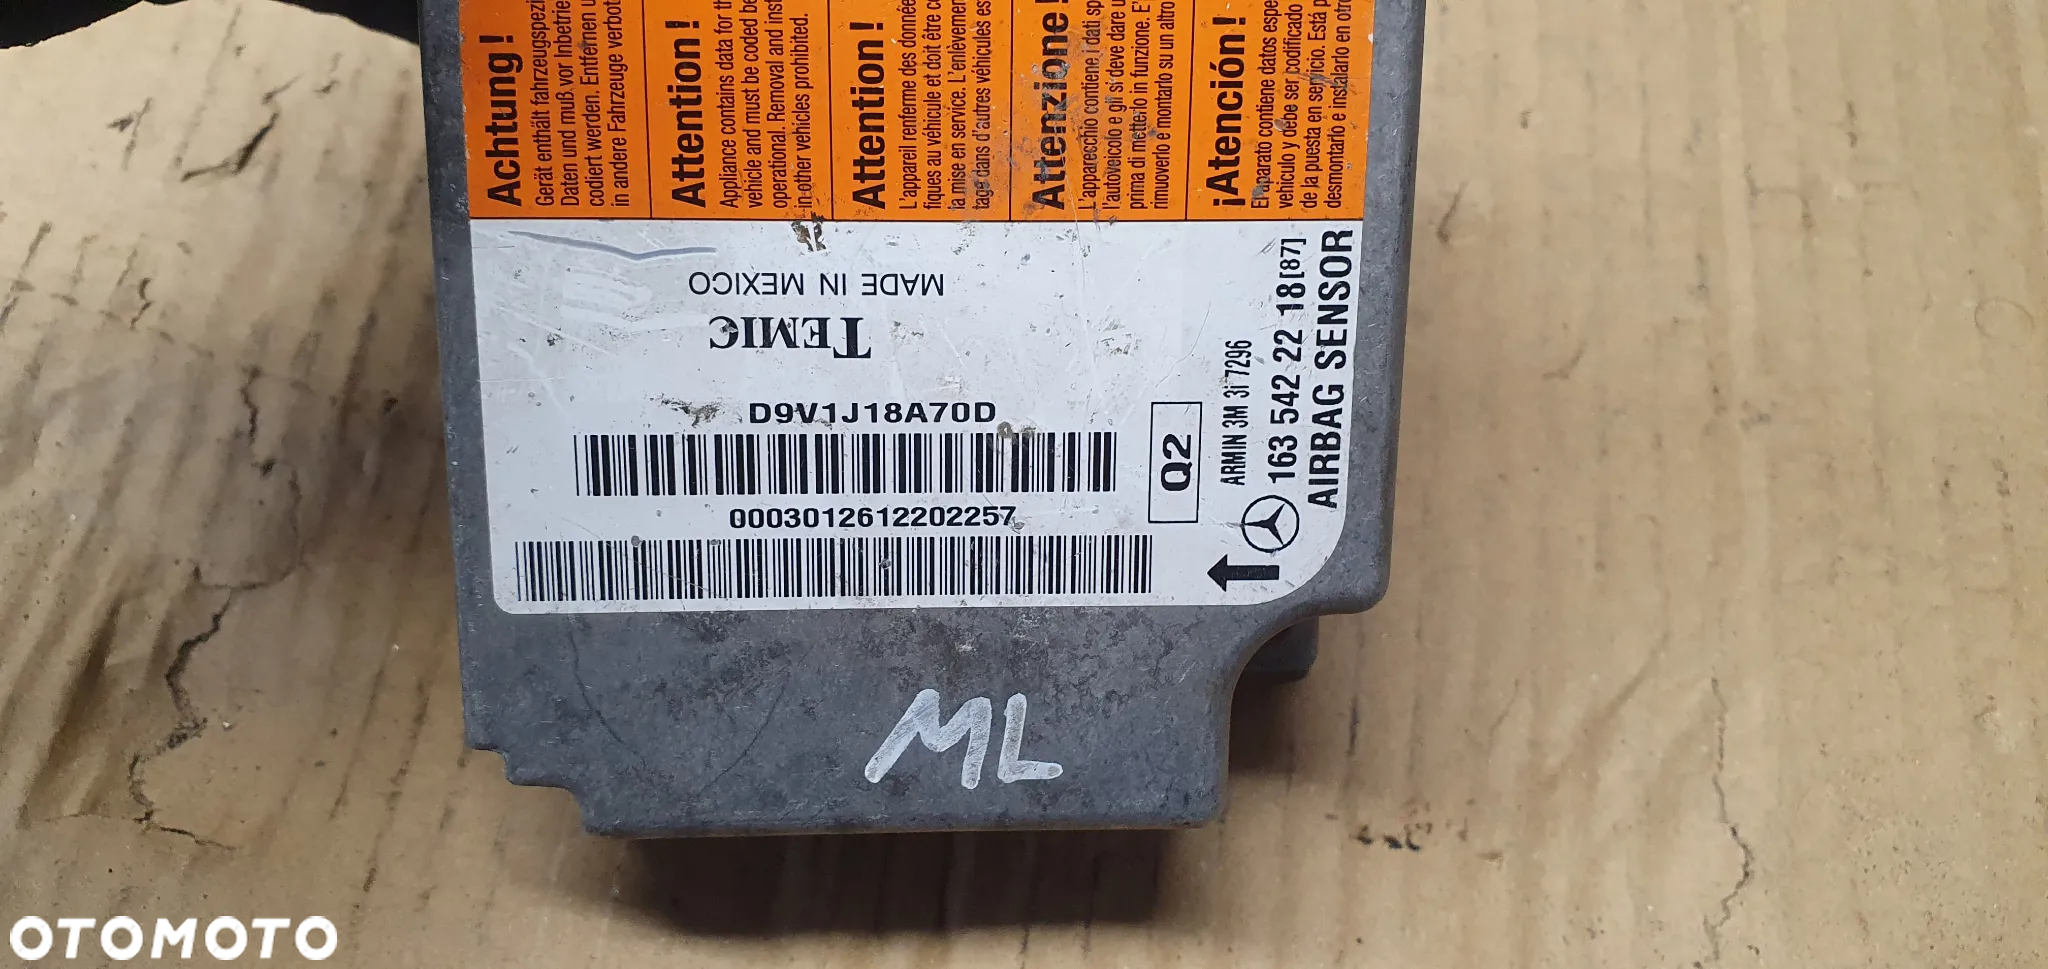 Achtung!
Gerät enthält fahrzeugspezi
Daten und muß vor Inbetrie
codiert werden. Entfernen u
in andere Fahrzeuge verbot
Attention!
Appliance contains data for th
vehicle and must be coded be
operational. Removal and inst
in other vehicles prohibited.
Attention!
L'appareil renferme des donnée
fiques au véhicule et doit être co
la mise en service. L'enlèvemen
tage dans d'autres véhicules es
Attenzione!
L'apparecchio contiene i dati sp
l'autoveicolo e gli si deve dare u
prima di metterlo in funzione. E'
rimuoverlo e montarlo su un altro
¡Atención!
El aparato contiene datos espe
vehículo y debe ser codificado
de la puesta en servicio. Está p
desmontarlo e instalarlo en otro
MADE IN MEXICO
TEMIC
D9V1J18A70D
0003012612202257
Q2
ARMIN 3M 3i 7296
163 542 22 18[87]
AIRBAG SENSOR
ML
OTOMOTO